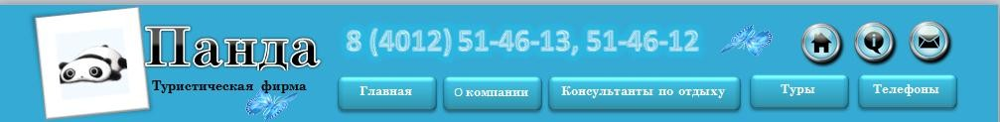 Панда
Туристическая фирма
8 (4012) 51-46-13, 51-46-12
Главная
О компании
Консультанты по отдыху
Туры
Телефоны